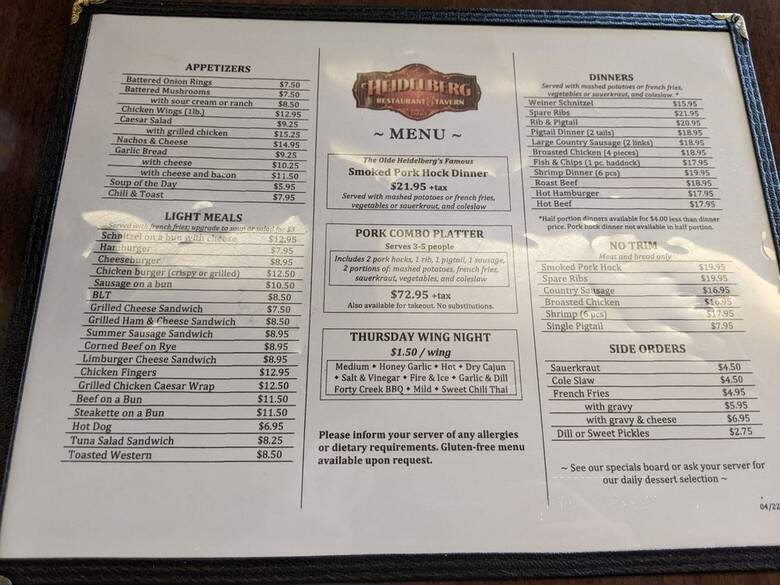 APPETIZERS
Battered Onion Rings $7.50
Battered Mushrooms $7.50
with sour cream or ranch $8.50
Chicken Wings (1lb.) $12.95
Caesar Salad $9.25
with grilled chicken $15.25
Nachos & Cheese $14.95
Garlic Bread $9.25
with cheese $10.25
with cheese and bacon $11.50
Soup of the Day $5.95
Chili & Toast $7.95
LIGHT MEALS
Served with french fries; upgrade to soup or salad for $3
Schnitzel on a bun with cheese $12.95
Hamburger $7.95
Cheeseburger $8.95
Chicken burger (crispy or grilled) $12.50
Sausage on a bun $10.50
BLT $8.50
Grilled Cheese Sandwich $7.50
Grilled Ham & Cheese Sandwich $8.50
Summer Sausage Sandwich $8.95
Corned Beef on Rye $8.95
Limburger Cheese Sandwich $8.95
Chicken Fingers $12.95
Grilled Chicken Caesar Wrap $12.50
Beef on a Bun $11.50
Steakette on a Bun $11.50
Hot Dog $6.95
Tuna Salad Sandwich $8.25
Toasted Western $8.50
HEIDELBERG
RESTAURANT & TAVERN
~ MENU ~
The Olde Heidelberg's Famous
Smoked Pork Hock Dinner
$21.95 +tax
Served with mashed potatoes or french fries,
vegetables or sauerkraut, and coleslaw
PORK COMBO PLATTER
Serves 3-5 people
Includes 2 pork hocks, 1 rib, 1 pigtail, 1 sausage,
2 portions of: mashed potatoes, french fries,
sauerkraut, vegetables, and coleslaw
$72.95 +tax
Also available for takeout. No substitutions.
THURSDAY WING NIGHT
$1.50 / wing
Medium • Honey Garlic • Hot • Dry Cajun
• Salt & Vinegar • Fire & Ice • Garlic & Dill
Forty Creek BBQ • Mild • Sweet Chili Thai
Please inform your server of any allergies
or dietary requirements. Gluten-free menu
available upon request.
DINNERS
Served with mashed potatoes or french fries,
vegetables or sauerkraut, and coleslaw. *
Weiner Schnitzel $15.95
Spare Ribs $21.95
Rib & Pigtail $20.95
Pigtail Dinner (2 tails) $18.95
Large Country Sausage (2 links) $18.95
Broasted Chicken (4 pieces) $18.95
Fish & Chips (1 pc. haddock) $17.95
Shrimp Dinner (6 pcs) $19.95
Roast Beef $18.95
Hot Hamburger $17.95
Hot Beef $17.95
*Half portion dinners available for $4.00 less than dinner
price. Pork hock dinner not available in half portion.
NO TRIM
Meat and bread only
Smoked Pork Hock $19.95
Spare Ribs $19.95
Country Sausage $16.95
Broasted Chicken $16.95
Shrimp (6 pcs) $17.95
Single Pigtail $7.95
SIDE ORDERS
Sauerkraut $4.50
Cole Slaw $4.50
French Fries $4.95
with gravy $5.95
with gravy & cheese $6.95
Dill or Sweet Pickles $2.75
~ See our specials board or ask your server for
our daily dessert selection ~
04/22